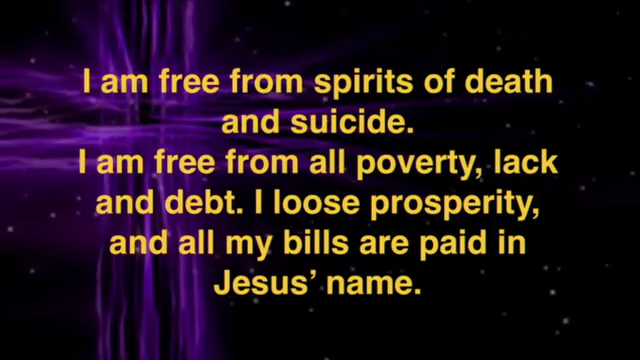 I am free from spirits of death
and suicide.
I am free from all poverty, lack
and debt. I loose prosperity,
and all my bills are paid in
Jesus’ name.